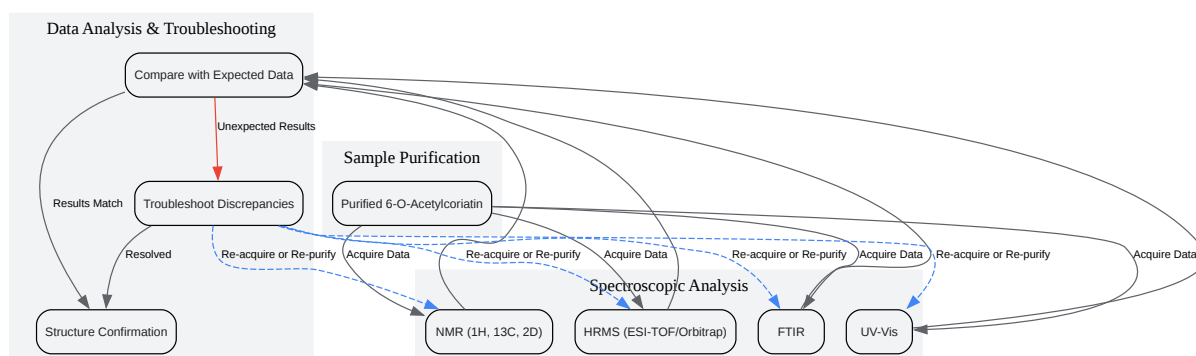 Data Analysis & Troubleshooting
Compare with Expected Data
Unexpected Results
Sample Purification
Results Match
Troubleshoot Discrepancies
Purified 6-O-Acetylcoriatin
Resolved
Re-acquire or Re-purify
Acquire Data
Re-acquire or Re-purify
Acquire Data
Re-acquire or Re-purify
Acquire Data
Re-acquire or Re-purify
Acquire Data
Spectroscopic Analysis
Structure Confirmation
NMR (1H, 13C, 2D)
HRMS (ESI-TOF/Orbitrap)
FTIR
UV-Vis